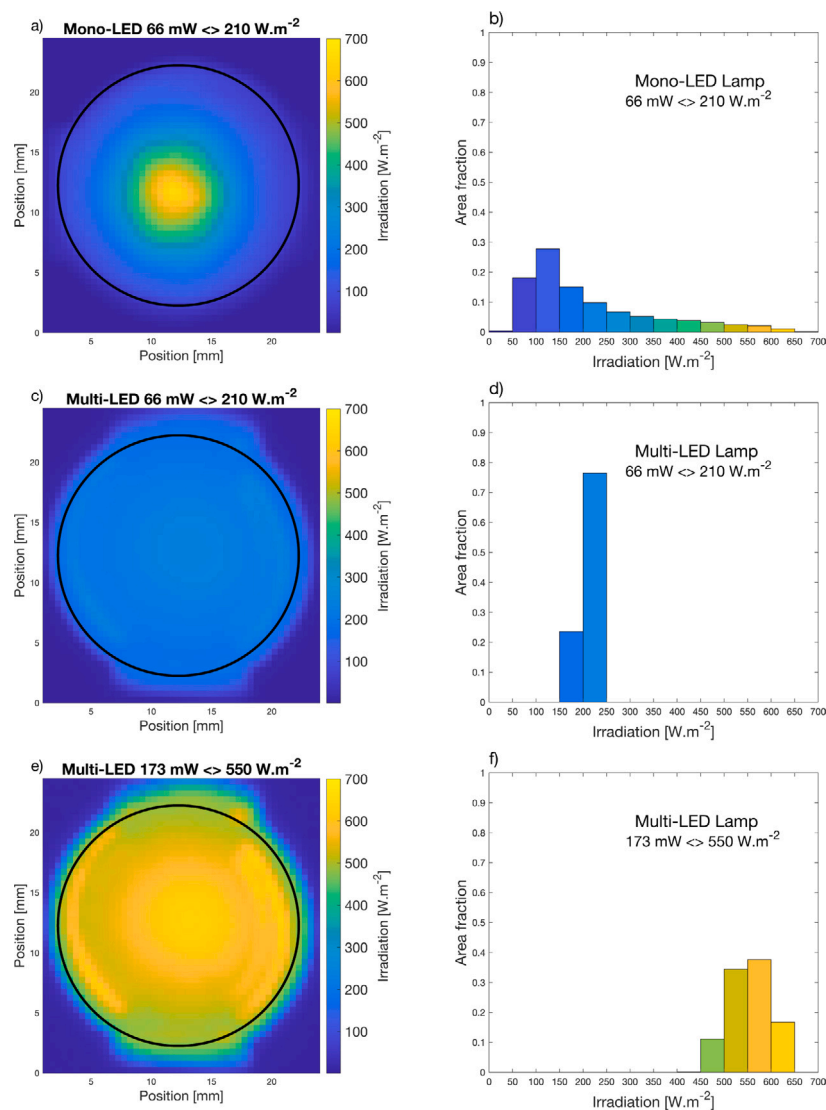 a) Mono-LED 66 mW <> 210 W.m-2
700
600
500
400
300
200
100
Irradiation [W.m-2]
20
15
10
5
0
Position [mm]
5 10 15 20
Position [mm]
b)
Mono-LED Lamp
66 mW <> 210 W.m-2
1
0.9
0.8
0.7
0.6
0.5
0.4
0.3
0.2
0.1
0
Area fraction
0 50 100 150 200 250 300 350 400 450 500 550 600 650 700
Irradiation [W.m-2]
c) Multi-LED 66 mW <> 210 W.m-2
700
600
500
400
300
200
100
Irradiation [W.m-2]
20
15
10
5
0
Position [mm]
5 10 15 20
Position [mm]
d)
Multi-LED Lamp
66 mW <> 210 W.m-2
1
0.9
0.8
0.7
0.6
0.5
0.4
0.3
0.2
0.1
0
Area fraction
0 50 100 150 200 250 300 350 400 450 500 550 600 650 700
Irradiation [W.m-2]
e) Multi-LED 173 mW <> 550 W.m-2
700
600
500
400
300
200
100
Irradiation [W.m-2]
20
15
10
5
0
Position [mm]
5 10 15 20
Position [mm]
f)
Multi-LED Lamp
173 mW <> 550 W.m-2
1
0.9
0.8
0.7
0.6
0.5
0.4
0.3
0.2
0.1
0
Area fraction
0 50 100 150 200 250 300 350 400 450 500 550 600 650 700
Irradiation [W.m-2]